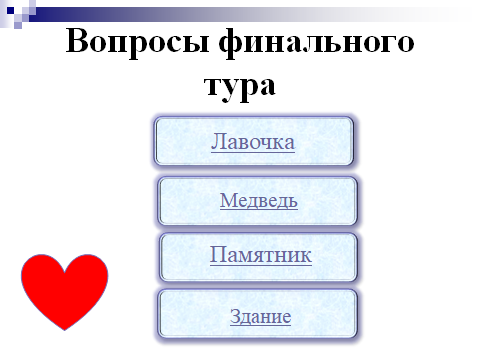 Вопросы финального
тура
Лавочка
Медведь
Памятник
Здание